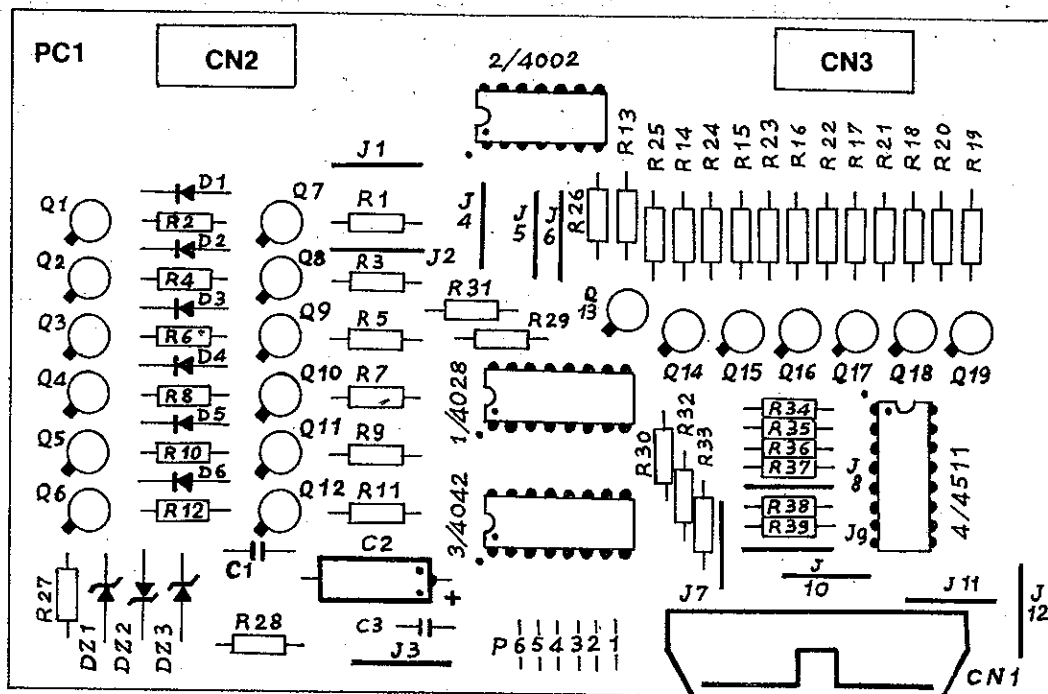 PC1
CN2
CN3
2/4002
R13
R25
R14
R24
R15
R23
R16
R22
R17
R21
R18
R20
R19
J1
D1
Q1
R2
Q7
R1
J4
J5
J6
R26
D2
Q2
R4
Q8
R3
J2
R31
Q13
D3
Q3
R6
Q9
R5
R29
D4
Q4
R8
Q10
R7
1/4028
Q14
Q15
Q16
Q17
Q18
Q19
D5
Q5
R10
Q11
R9
R30
R32
R33
R34
R35
R36
R37
J8
4/4511
D6
Q6
R12
Q12
R11
3/4042
R38
R39
J9
C1
C2
+
R27
DZ1
DZ2
DZ3
R28
C3
J3
P 6 5 4 3 2 1
J7
J10
J11
J12
CN1